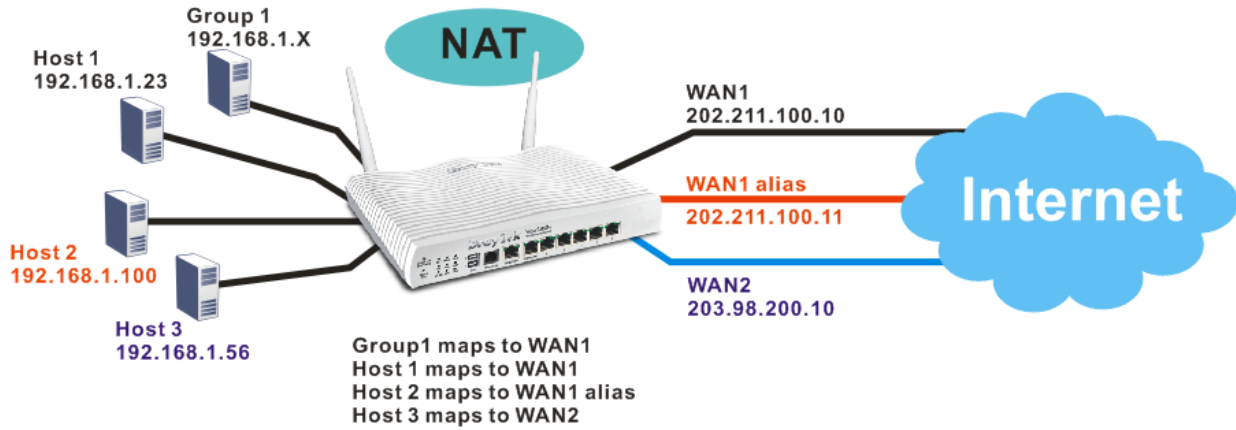 Group 1
192.168.1.X
NAT
Host 1
192.168.1.23
WAN1
202.211.100.10
WAN1 alias
202.211.100.11
Internet
Host 2
192.168.1.100
WAN2
203.98.200.10
Host 3
192.168.1.56
Group1 maps to WAN1
Host 1 maps to WAN1
Host 2 maps to WAN1 alias
Host 3 maps to WAN2